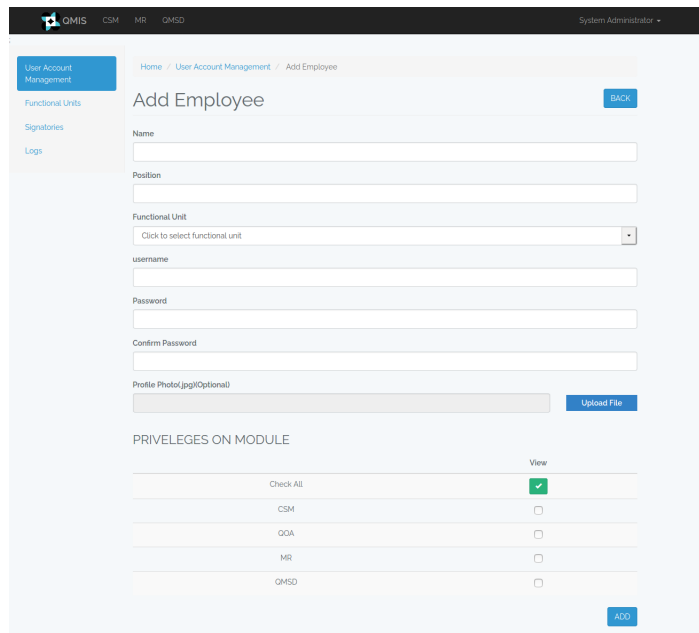 QMIS CSM MR QMSD System Administrator
User Account Management
Functional Units
Signatories
Logs
Home / User Account Management / Add Employee
Add Employee
BACK
Name
Position
Functional Unit
Click to select functional unit
username
Password
Confirm Password
Profile Photo(.jpg)(Optional)
Upload File
PRIVELEGES ON MODULE
View
Check All
CSM
QOA
MR
QMSD
ADD